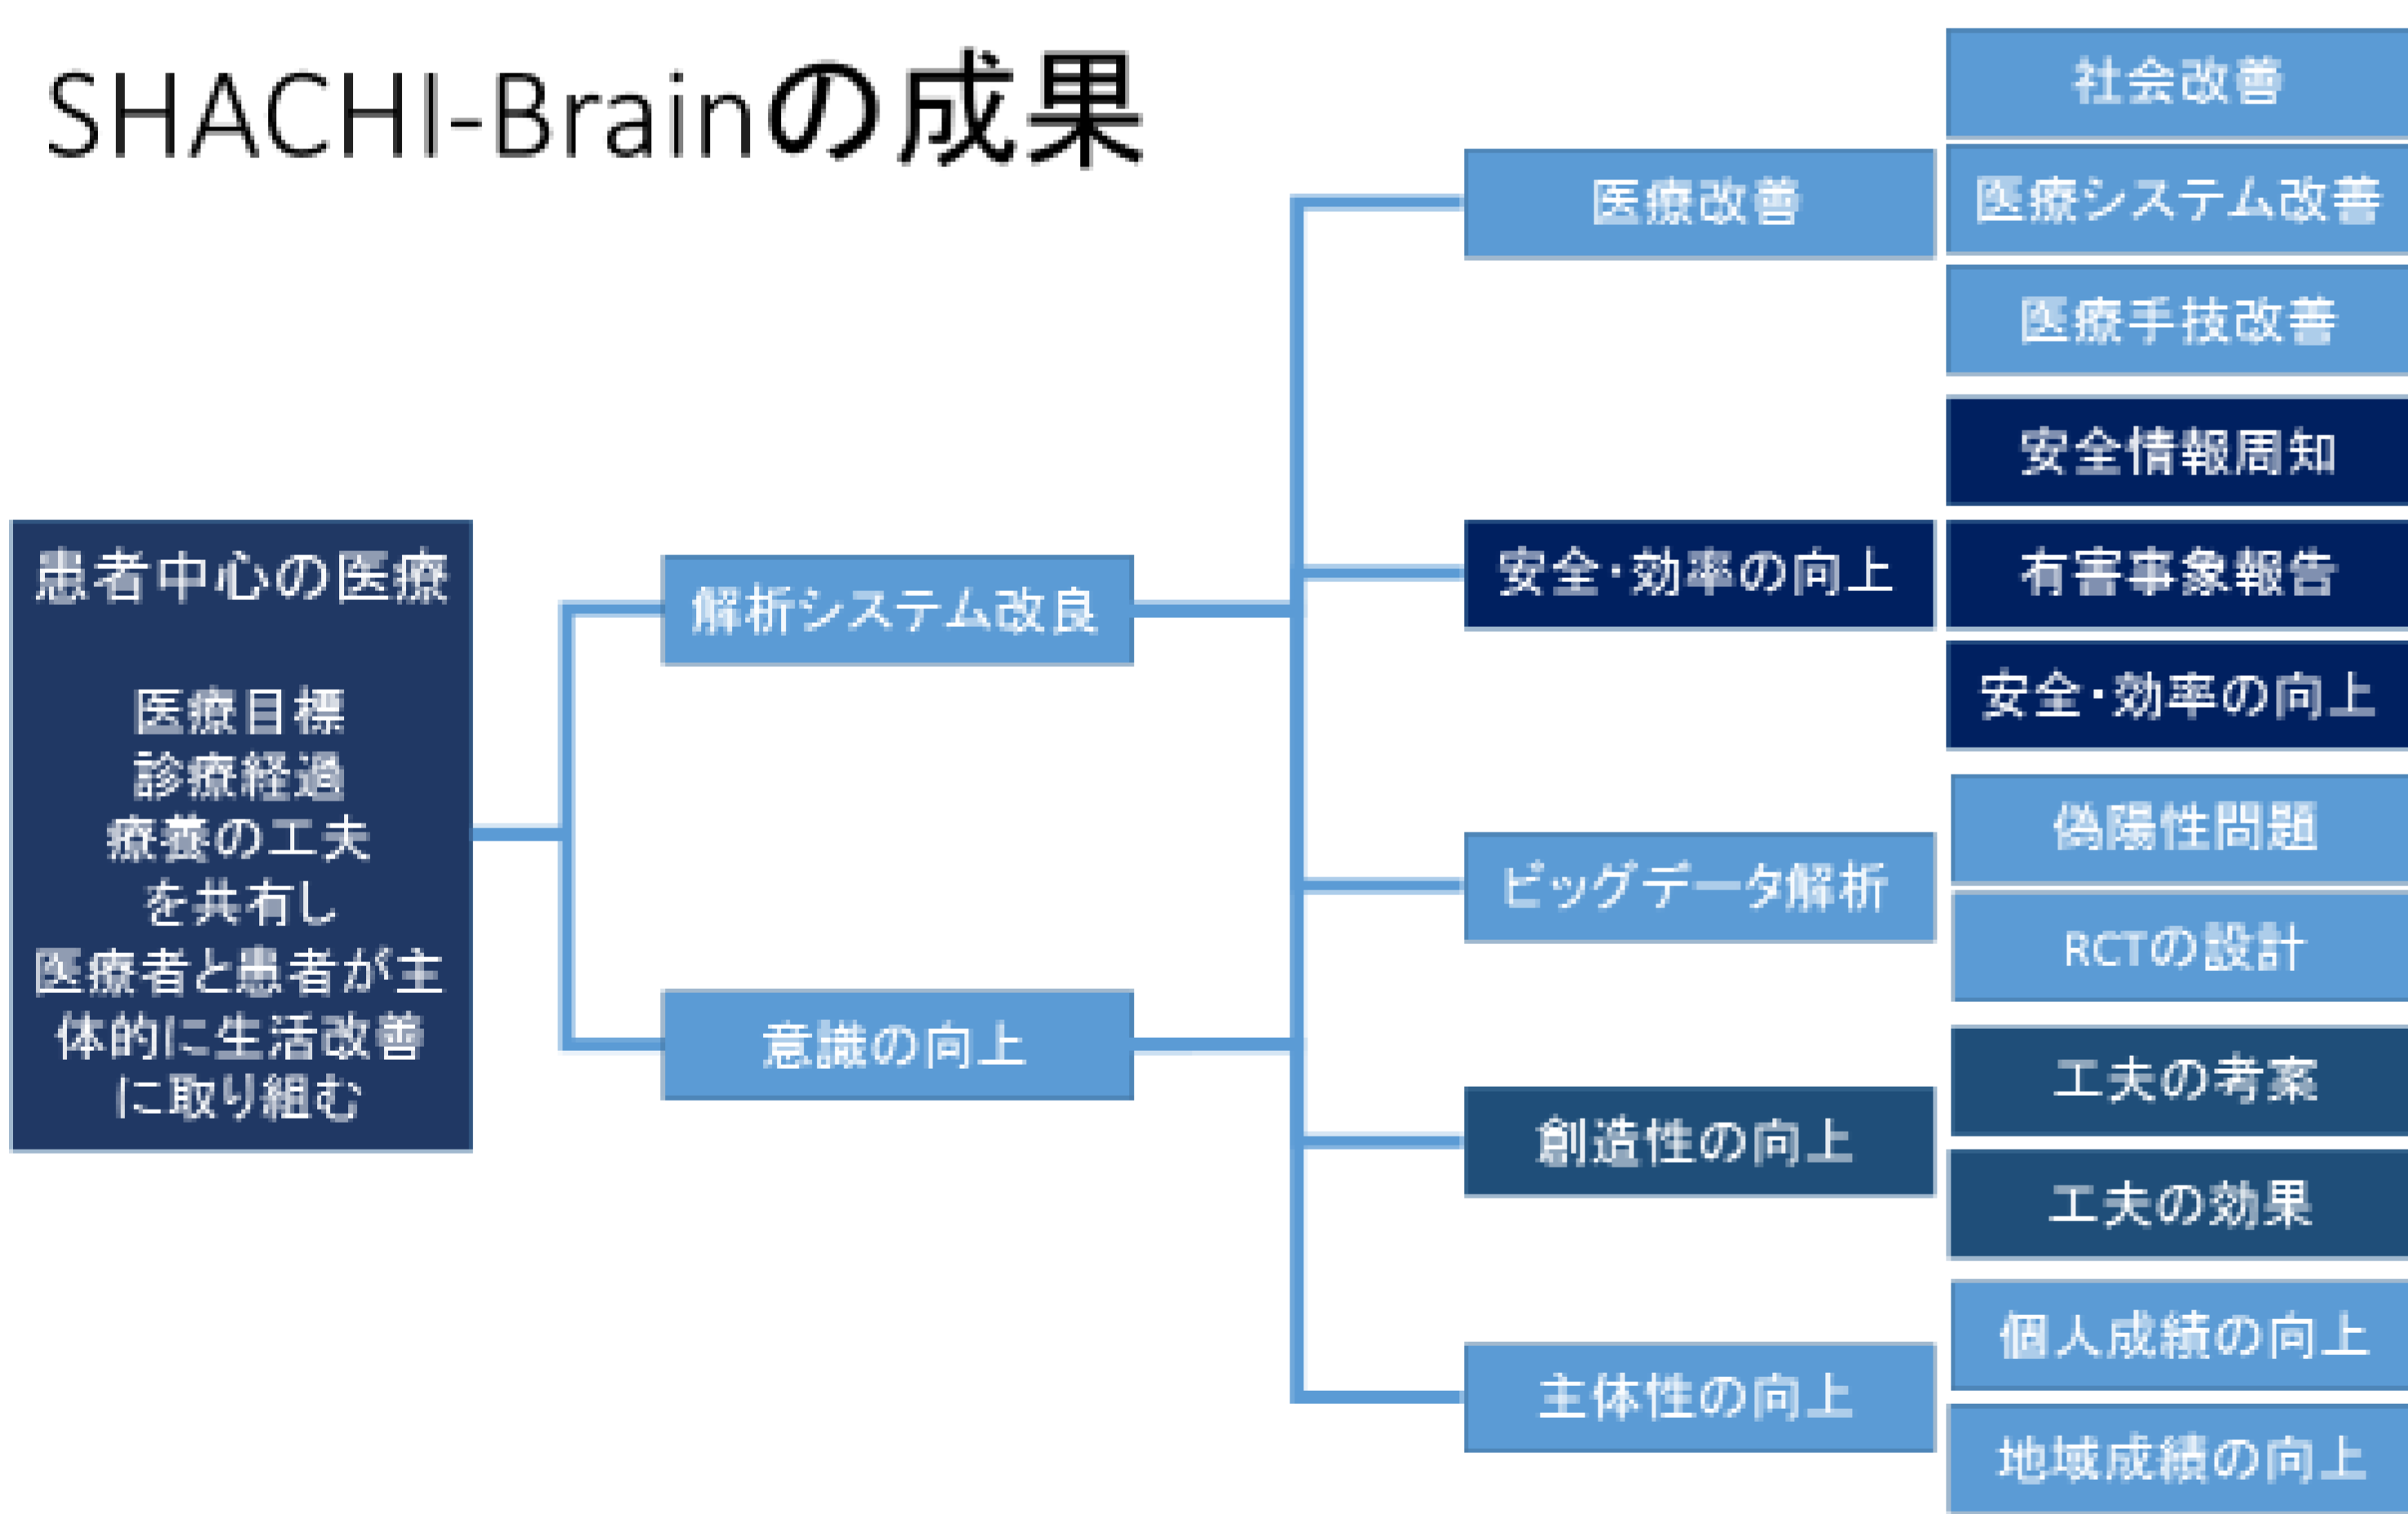 SHACHI-Brainの成果
患者中心の医療
医療目標
診療経過
療養の工夫
を共有し
医療者と患者が主
体的に生活改善
に取り組む
解析システム改良
意識の向上
医療改善
社会改善
医療システム改善
医療手技改善
安全・効率の向上
安全情報周知
有害事象報告
安全・効率の向上
ビッグデータ解析
偽陽性問題
RCTの設計
創造性の向上
工夫の考案
工夫の効果
主体性の向上
個人成績の向上
地域成績の向上